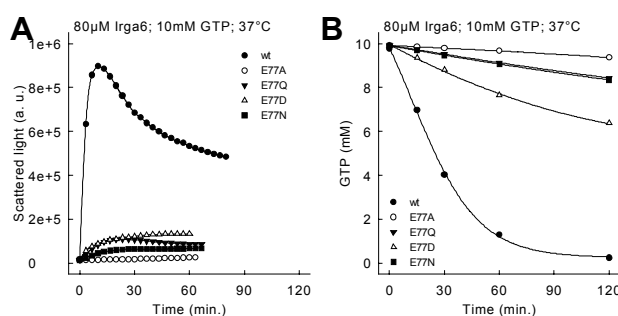 A
80µM Irga6; 10mM GTP; 37°C
Scattered light (a. u.)
1e+6
8e+5
6e+5
4e+5
2e+5
0
wt
E77A
E77Q
E77D
E77N
0 30 60 90 120
Time (min.)
B
80µM Irga6; 10mM GTP; 37°C
GTP (mM)
10
8
6
4
2
0
wt
E77A
E77Q
E77D
E77N
0 30 60 90 120
Time (min.)